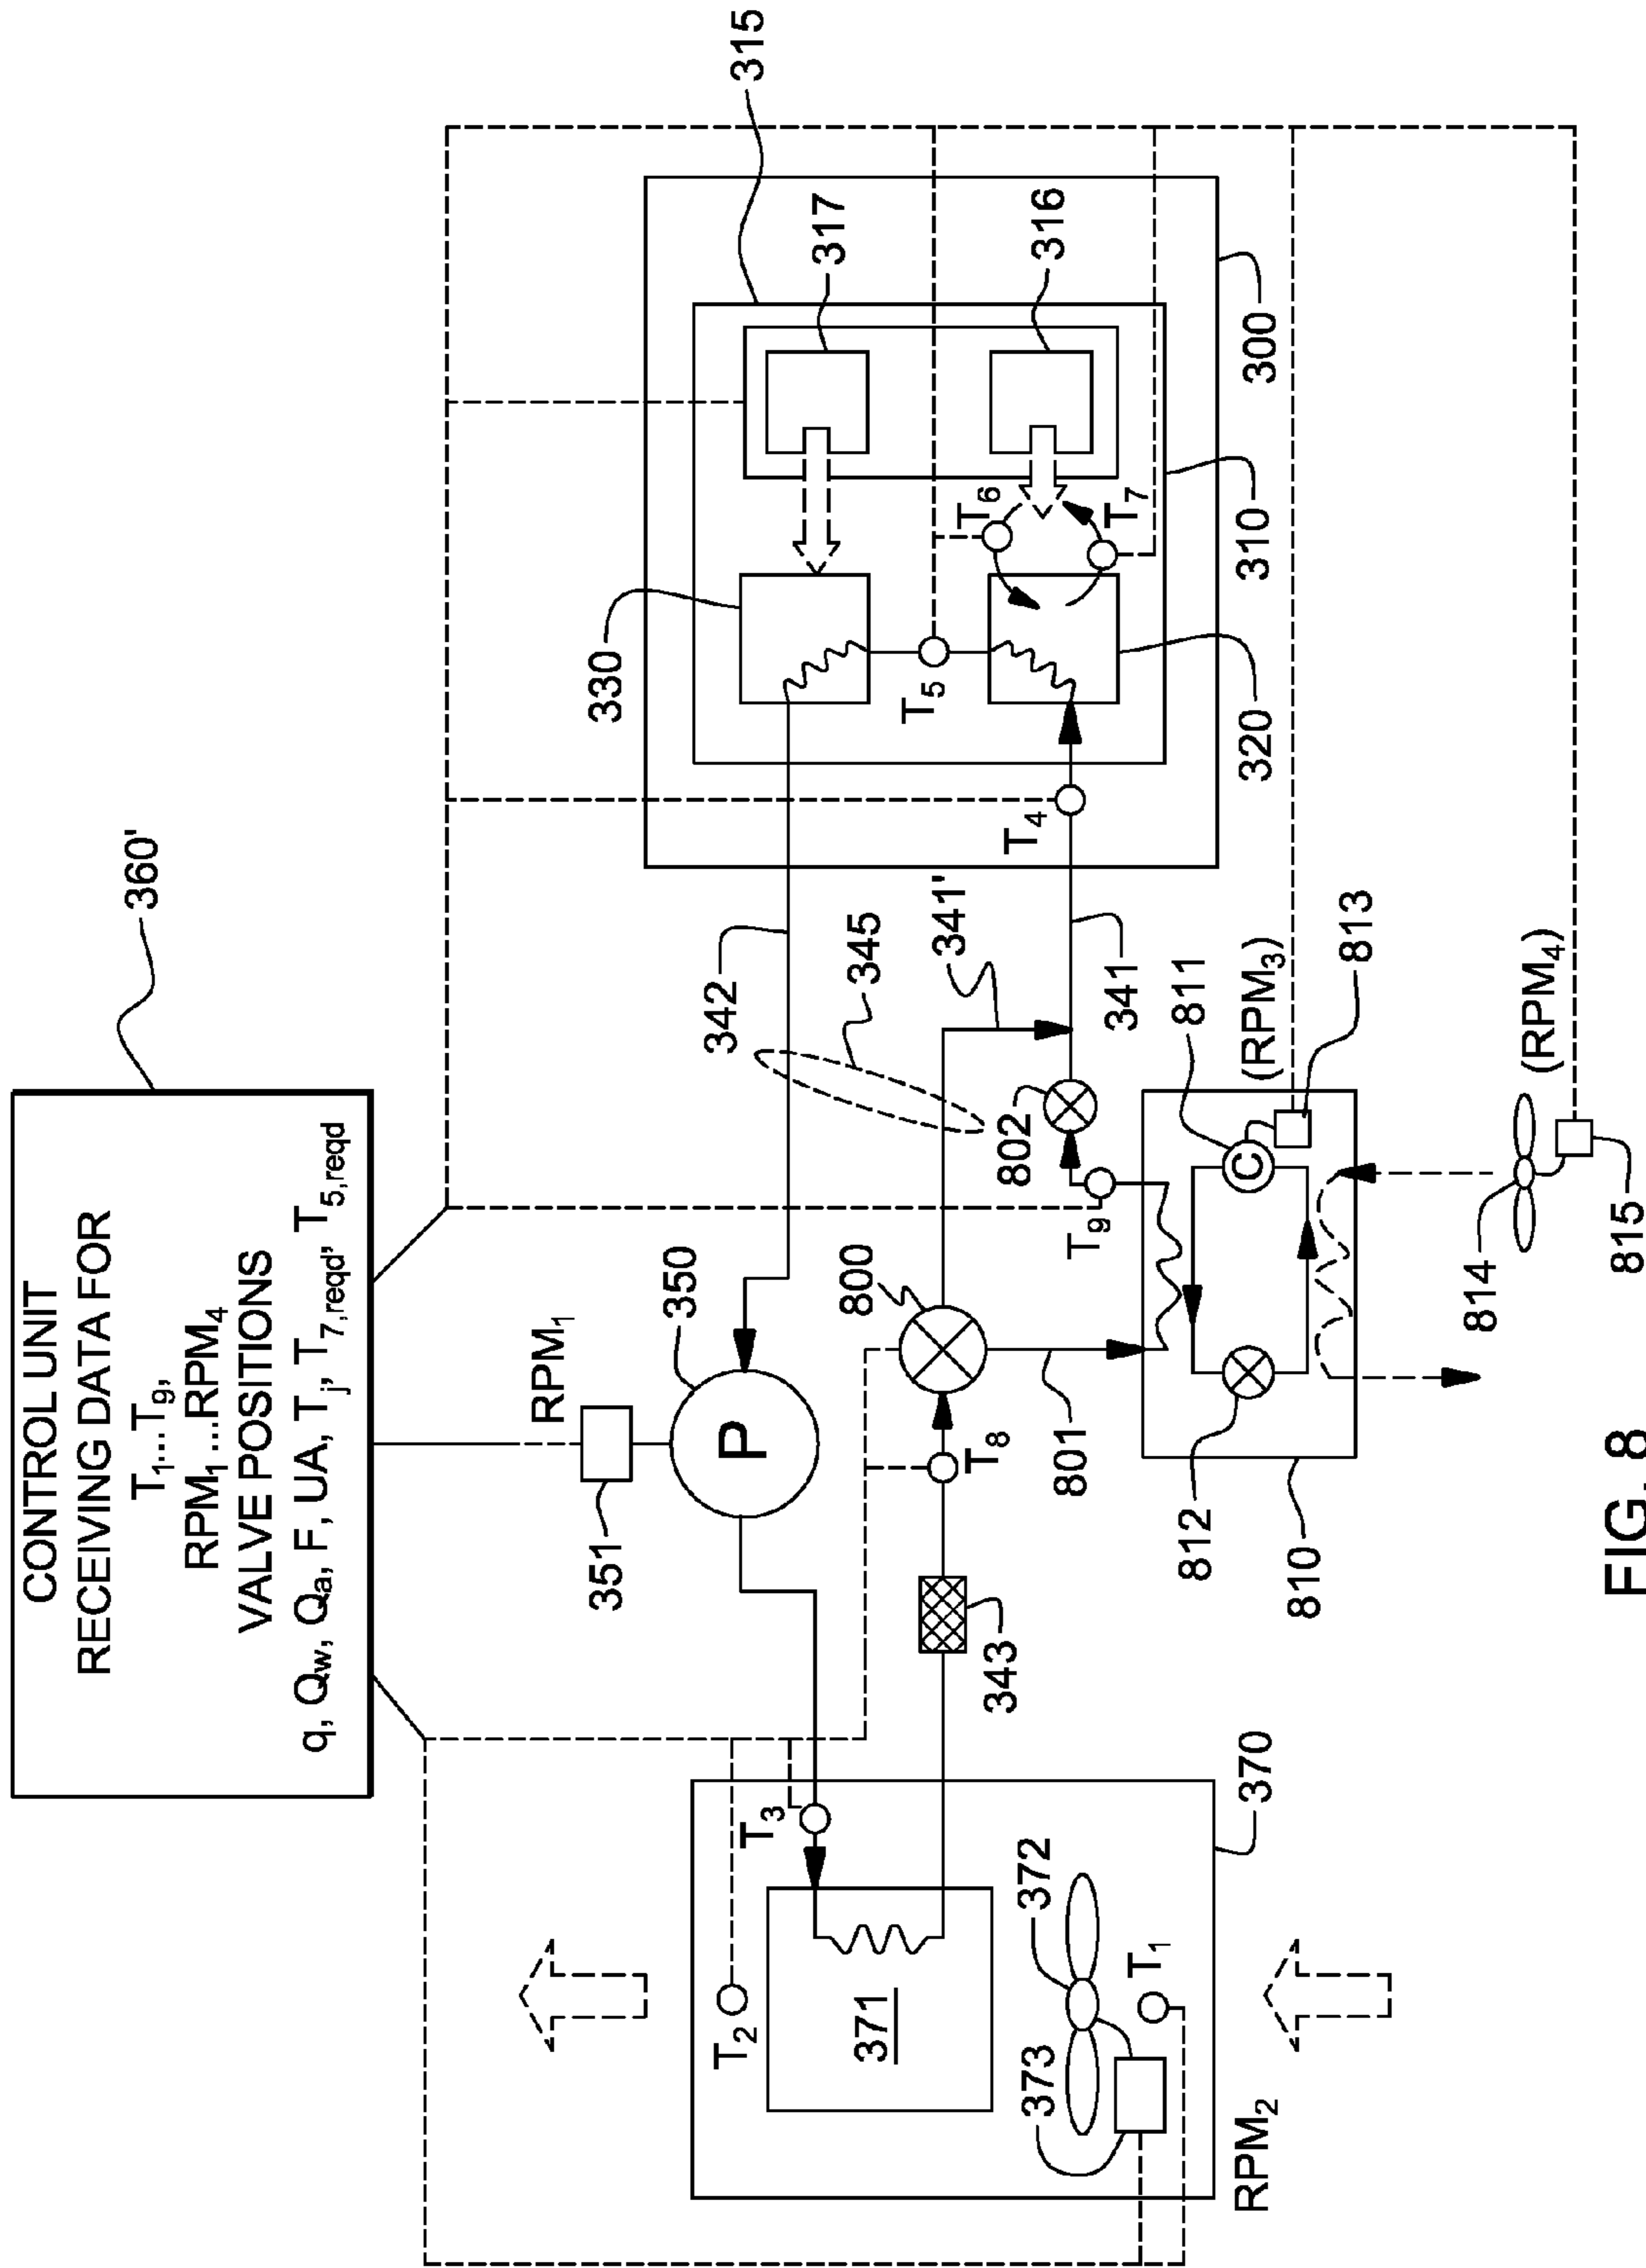 CONTROL UNIT
RECEIVING DATA FOR
T1...T9,
RPM1...RPM4
VALVE POSITIONS
q, Qw, Qa, F, UA, Tj, T7,reqd, T5,reqd
360'
315
317
316
300
310
320
330
T6
T7
T5
T4
342
345
341'
341
RPM1
351
350
P
800
802
T9
T8
801
343
(RPM3)
811
C
813
812
810
(RPM4)
814
815
T3
T2
371
370
372
T1
373
RPM2
FIG. 8